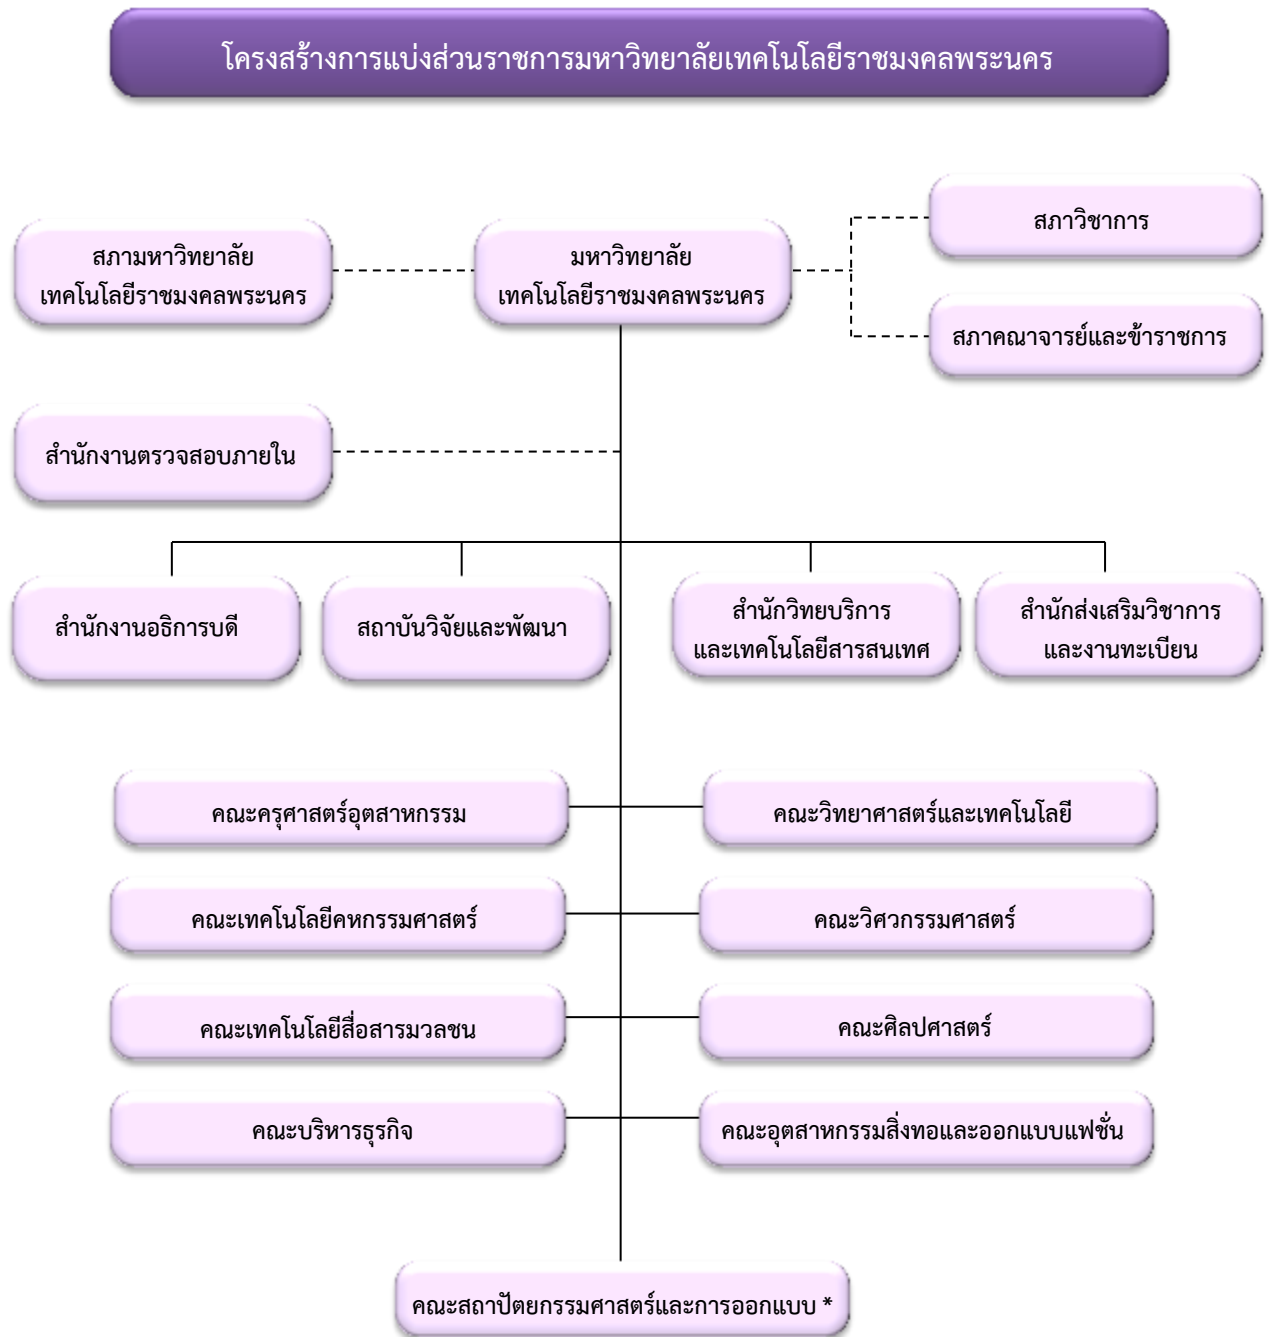 โครงสร้างการแบ่งส่วนราชการมหาวิทยาลัยเทคโนโลยีราชมงคลพระนคร
สภาวิชาการ
สภามหาวิทยาลัย
เทคโนโลยีราชมงคลพระนคร
มหาวิทยาลัย
เทคโนโลยีราชมงคลพระนคร
สภาคณาจารย์และข้าราชการ
สำนักงานตรวจสอบภายใน
สำนักงานอธิการบดี
สถาบันวิจัยและพัฒนา
สำนักวิทยบริการ
และเทคโนโลยีสารสนเทศ
สำนักส่งเสริมวิชาการ
และงานทะเบียน
คณะครุศาสตร์อุตสาหกรรม
คณะวิทยาศาสตร์และเทคโนโลยี
คณะเทคโนโลยีคหกรรมศาสตร์
คณะวิศวกรรมศาสตร์
คณะเทคโนโลยีสื่อสารมวลชน
คณะศิลปศาสตร์
คณะบริหารธุรกิจ
คณะอุตสาหกรรมสิ่งทอและออกแบบแฟชั่น
คณะสถาปัตยกรรมศาสตร์และการออกแบบ *